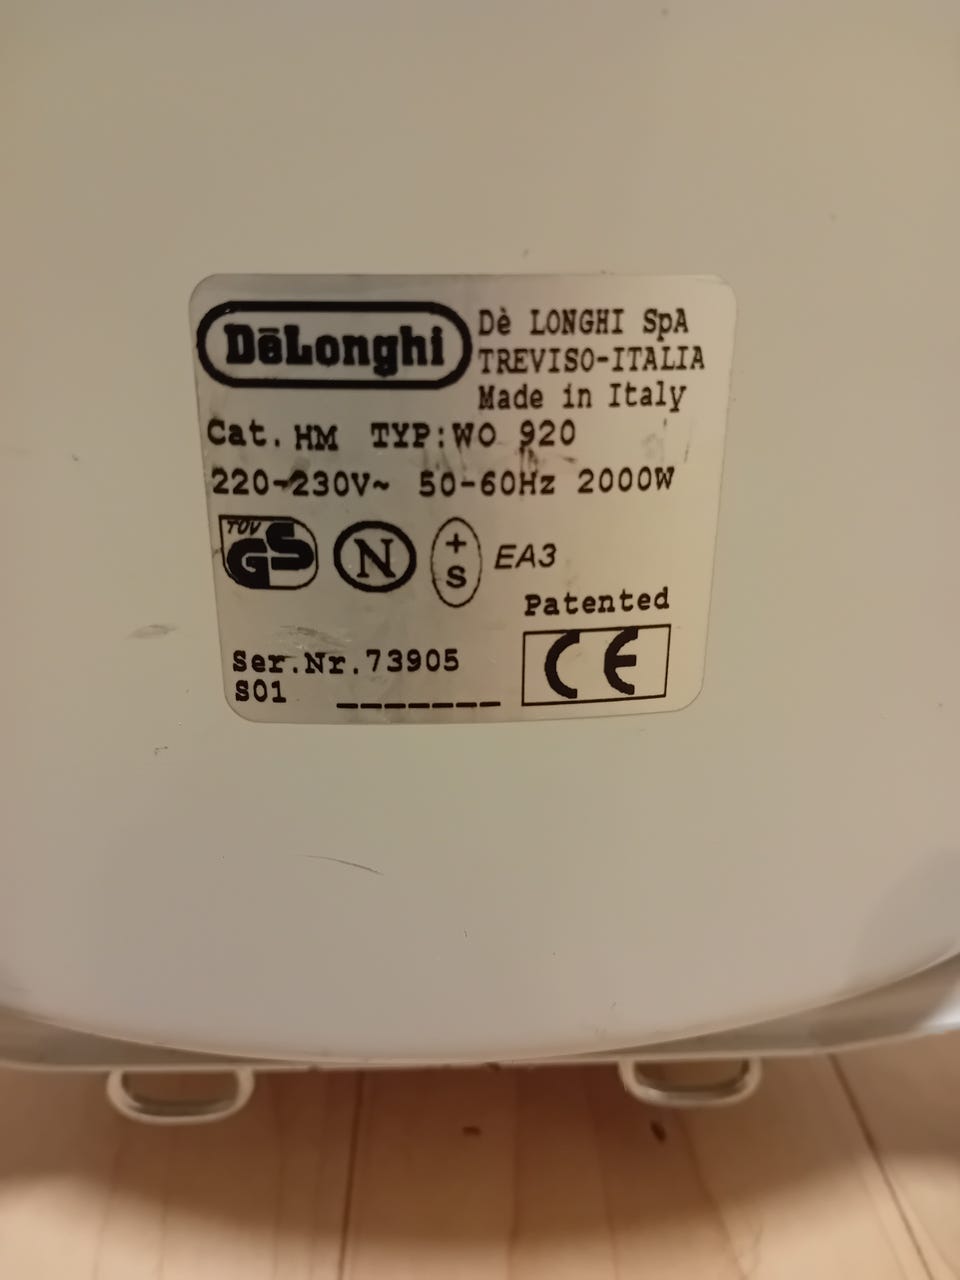 DēLonghi
Dè LONGHI SpA
TREVISO-ITALIA
Made in Italy
Cat. HM TYP:WO 920
220-230V~ 50-60Hz 2000W
TÜV
GS
N
+
S
EA3
Patented
CE
Ser.Nr.73905
S01 _______